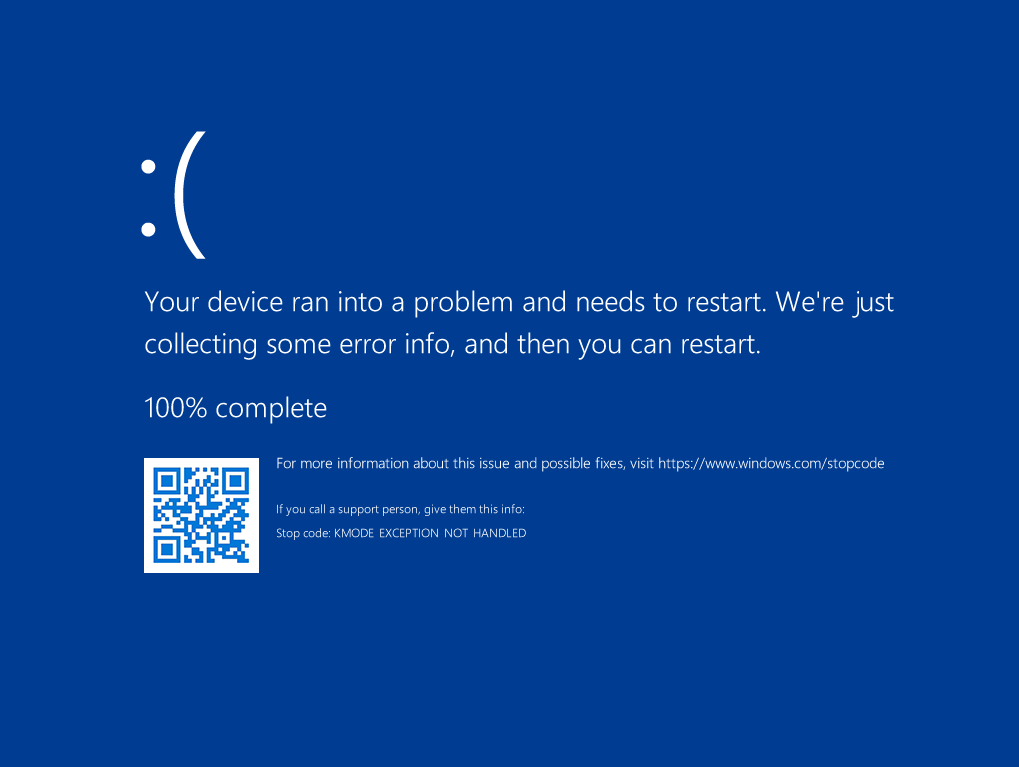 :(
Your device ran into a problem and needs to restart. We're just
collecting some error info, and then you can restart.
100% complete
For more information about this issue and possible fixes, visit https://www.windows.com/stopcode
If you call a support person, give them this info:
Stop code: KMODE EXCEPTION NOT HANDLED